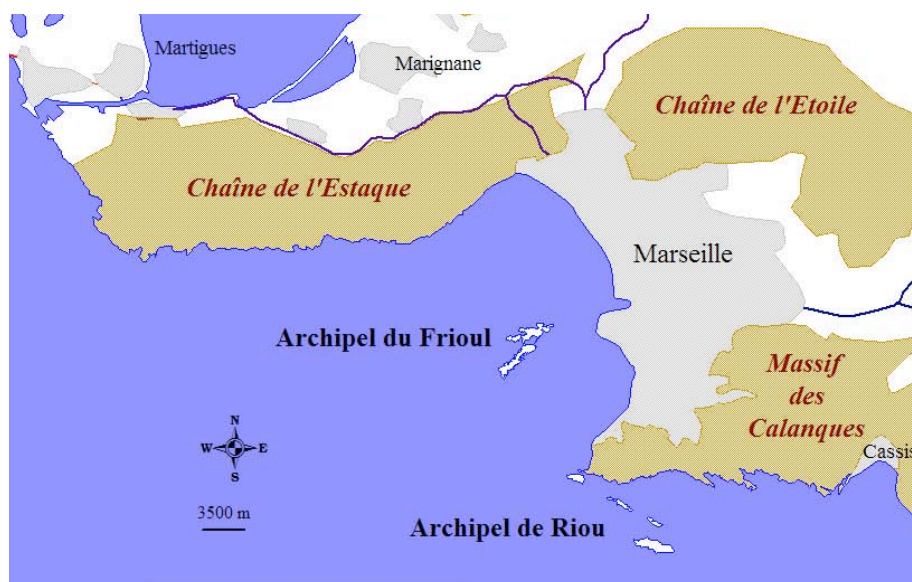 Martigues
Marignane
Chaîne de l'Etoile
Chaîne de l'Estaque
Marseille
Archipel du Frioul
Massif
des
Calanques
N
W E
S
Cassis
3500 m
Archipel de Riou